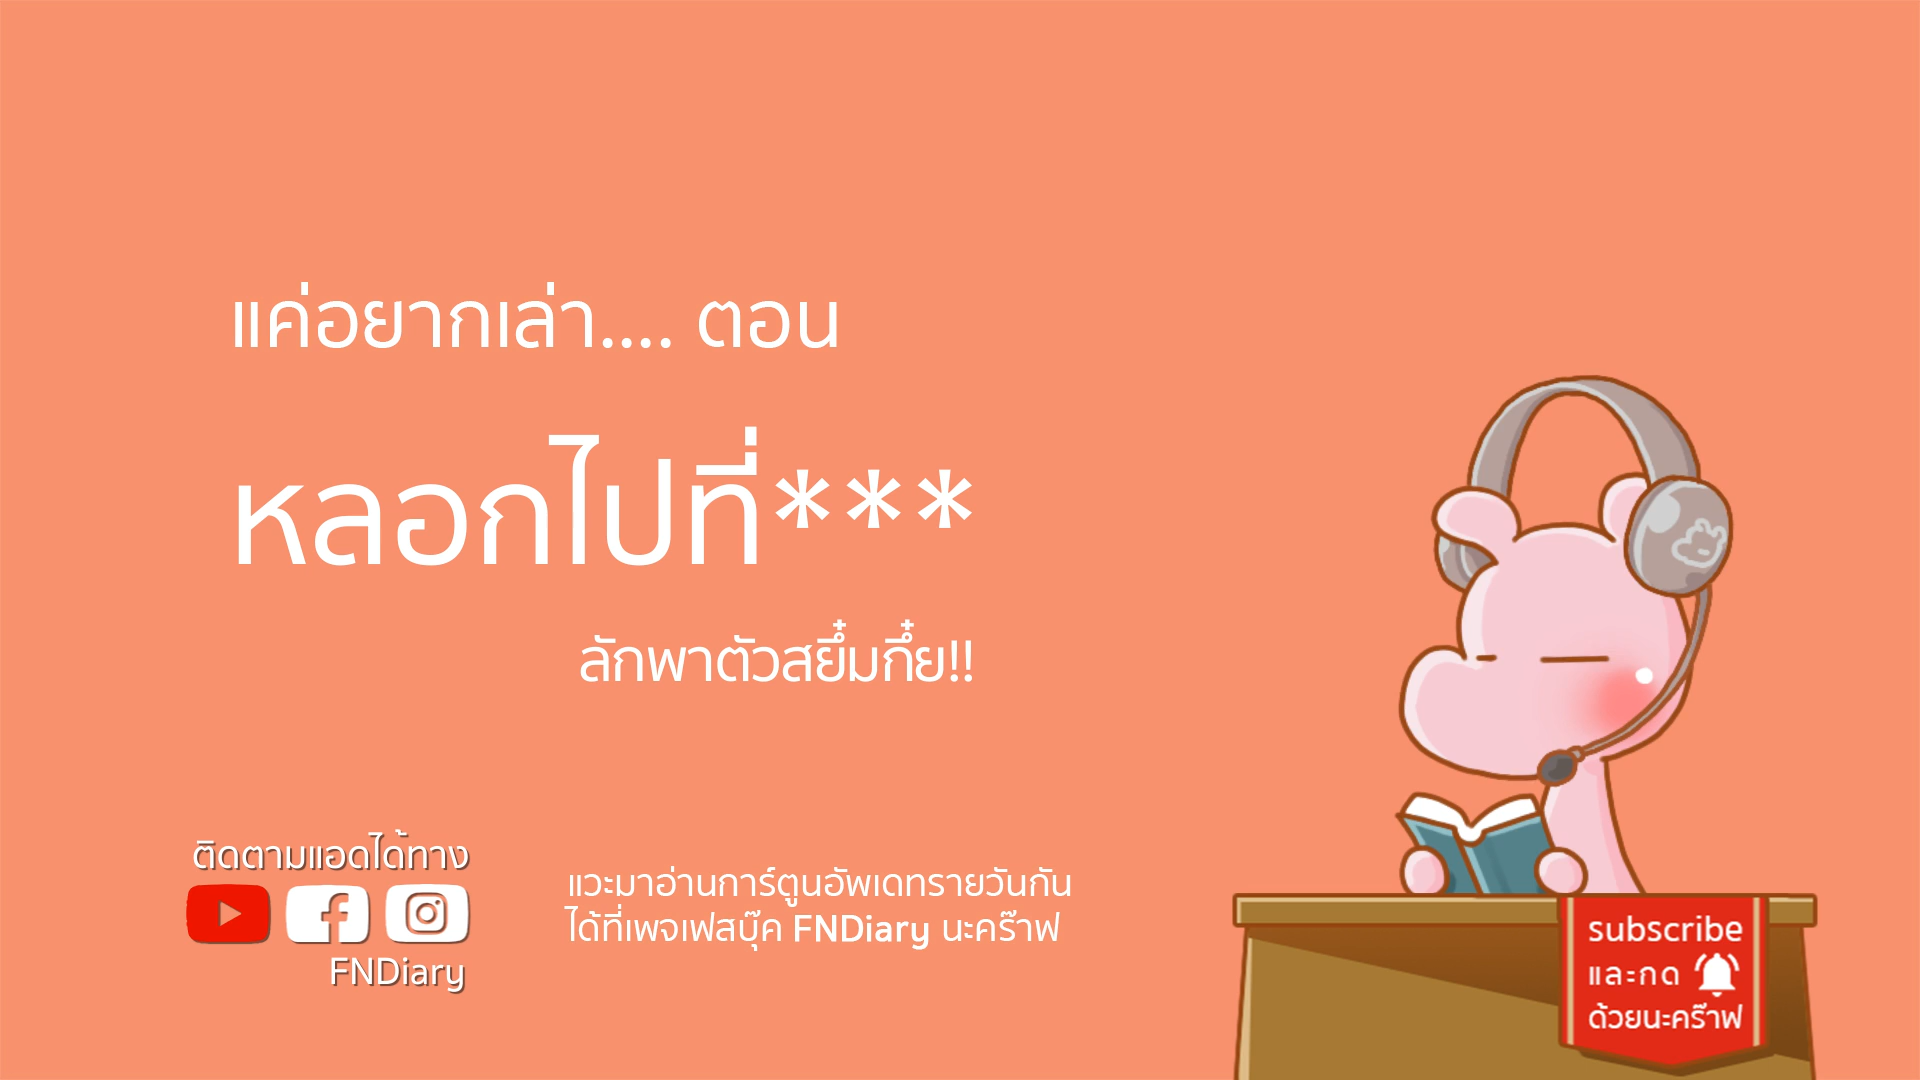 แค่อยากเล่า.... ตอน
หลอกไปที่***
ลักพาตัวสยึ๋มกึ๋ย!!
ติดตามแอดได้ทาง
FNDiary
แวะมาอ่านการ์ตูนอัพเดทรายวันกัน
ได้ที่เพจเฟสบุ๊ค FNDiary นะคร๊าฟ
subscribe
และกด
ด้วยนะคร๊าฟ